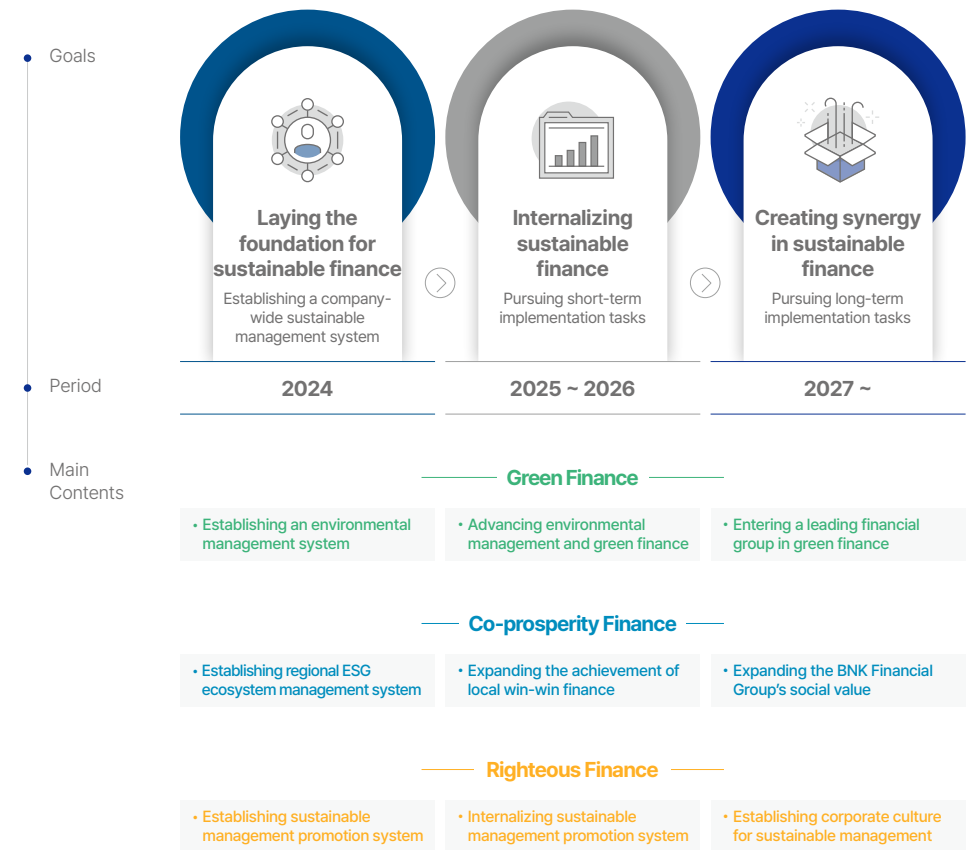 Goals
Laying the
foundation for
sustainable finance
Establishing a company-
wide sustainable
management system
Internalizing
sustainable
finance
Pursuing short-term
implementation tasks
Creating synergy
in sustainable
finance
Pursuing long-term
implementation tasks
Period
2024
2025 ~ 2026
2027 ~
Main
Contents
Green Finance
• Establishing an environmental
management system
• Advancing environmental
management and green finance
• Entering a leading financial
group in green finance
Co-prosperity Finance
• Establishing regional ESG
ecosystem management system
• Expanding the achievement of
local win-win finance
• Expanding the BNK Financial
Group's social value
Righteous Finance
• Establishing sustainable
management promotion system
• Internalizing sustainable
management promotion system
• Establishing corporate culture
for sustainable management